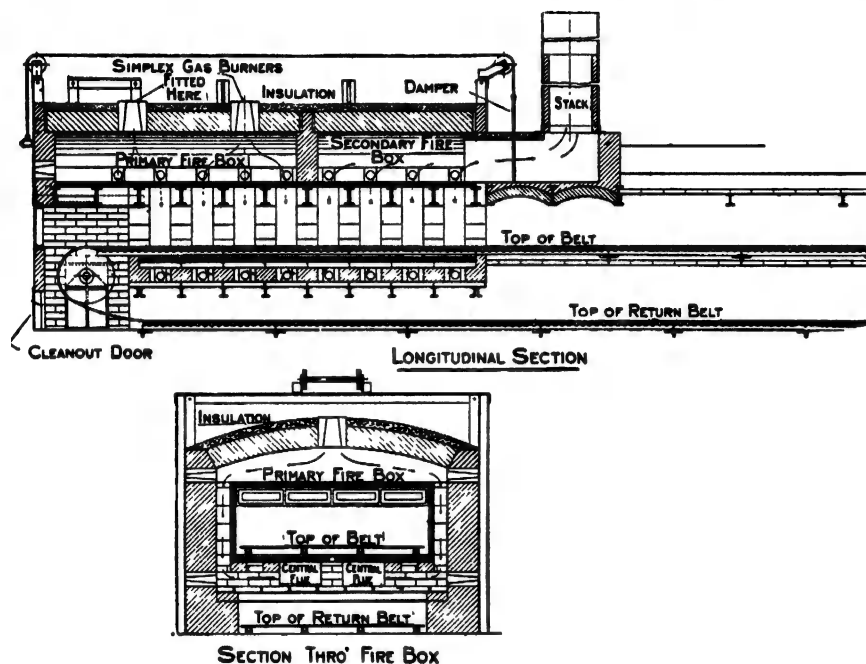 SIMPLEX GAS BURNERS
FITTED
HERE
INSULATION
DAMPER
STACK
PRIMARY FIRE BOX
SECONDARY FIRE
BOX
TOP OF BELT
TOP OF RETURN BELT
CLEANOUT DOOR
LONGITUDINAL SECTION
INSULATION
PRIMARY FIRE BOX
TOP OF BELT
CENTRAL
FLUE
CENTRAL
FLUE
TOP OF RETURN BELT
SECTION THRO' FIRE BOX